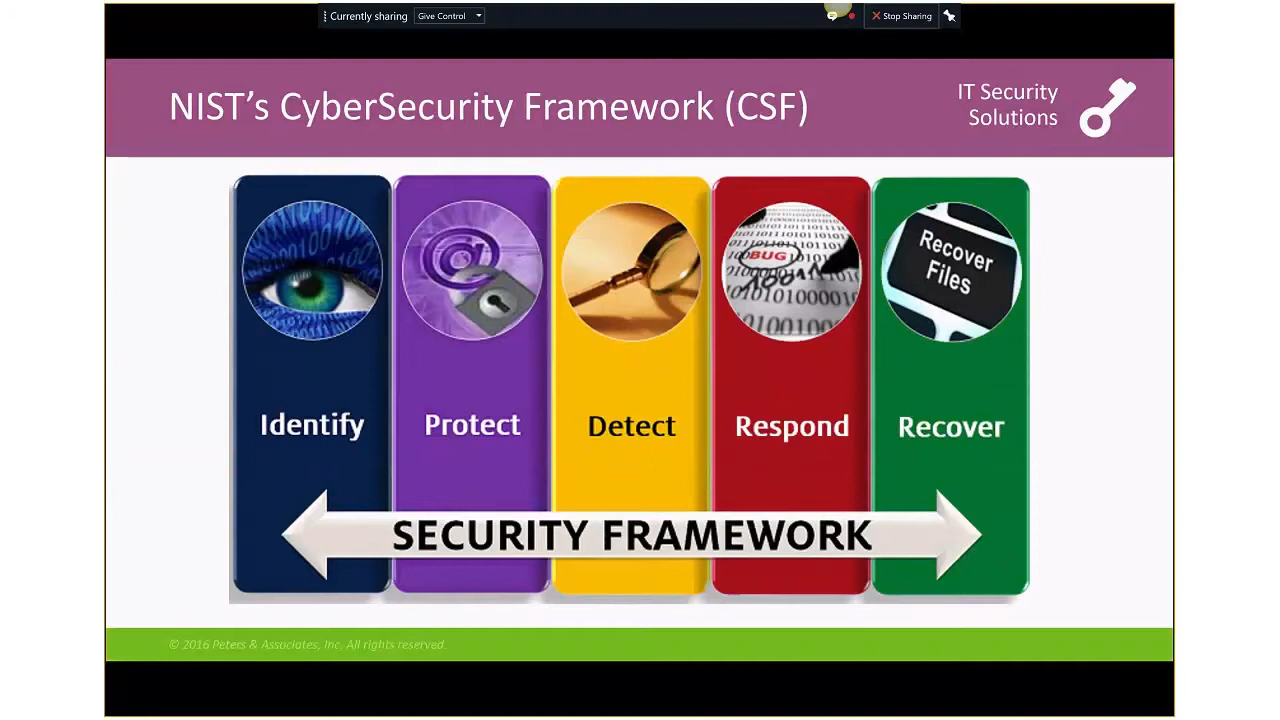 Currently sharing
Give Control
Stop Sharing
NIST's CyberSecurity Framework (CSF)
IT Security
Solutions
BUG
Recover
Files
Identify
Protect
Detect
Respond
Recover
SECURITY FRAMEWORK
© 2016 Peters & Associates, Inc. All rights reserved.